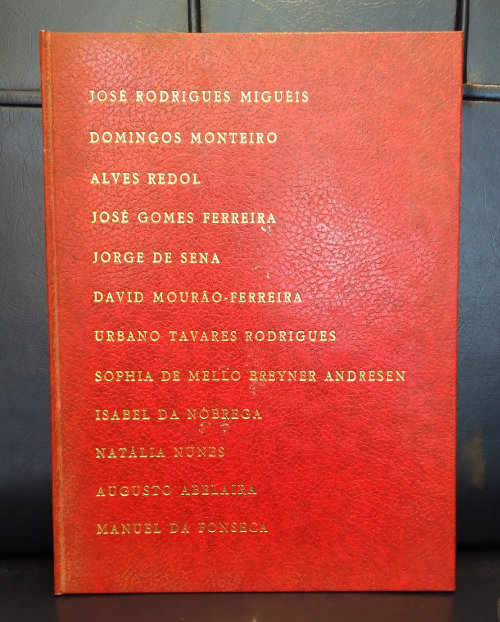 JOSÉ RODRIGUES MIGUÉIS
DOMINGOS MONTEIRO
ALVES REDOL
JOSÉ GOMES FERREIRA
JORGE DE SENA
DAVID MOURÃO-FERREIRA
URBANO TAVARES RODRIGUES
SOPHIA DE MELLO BREYNER ANDRESEN
ISABEL DA NÓBREGA
NATÁLIA NUNES
AUGUSTO ABELAIRA
MANUEL DA FONSECA